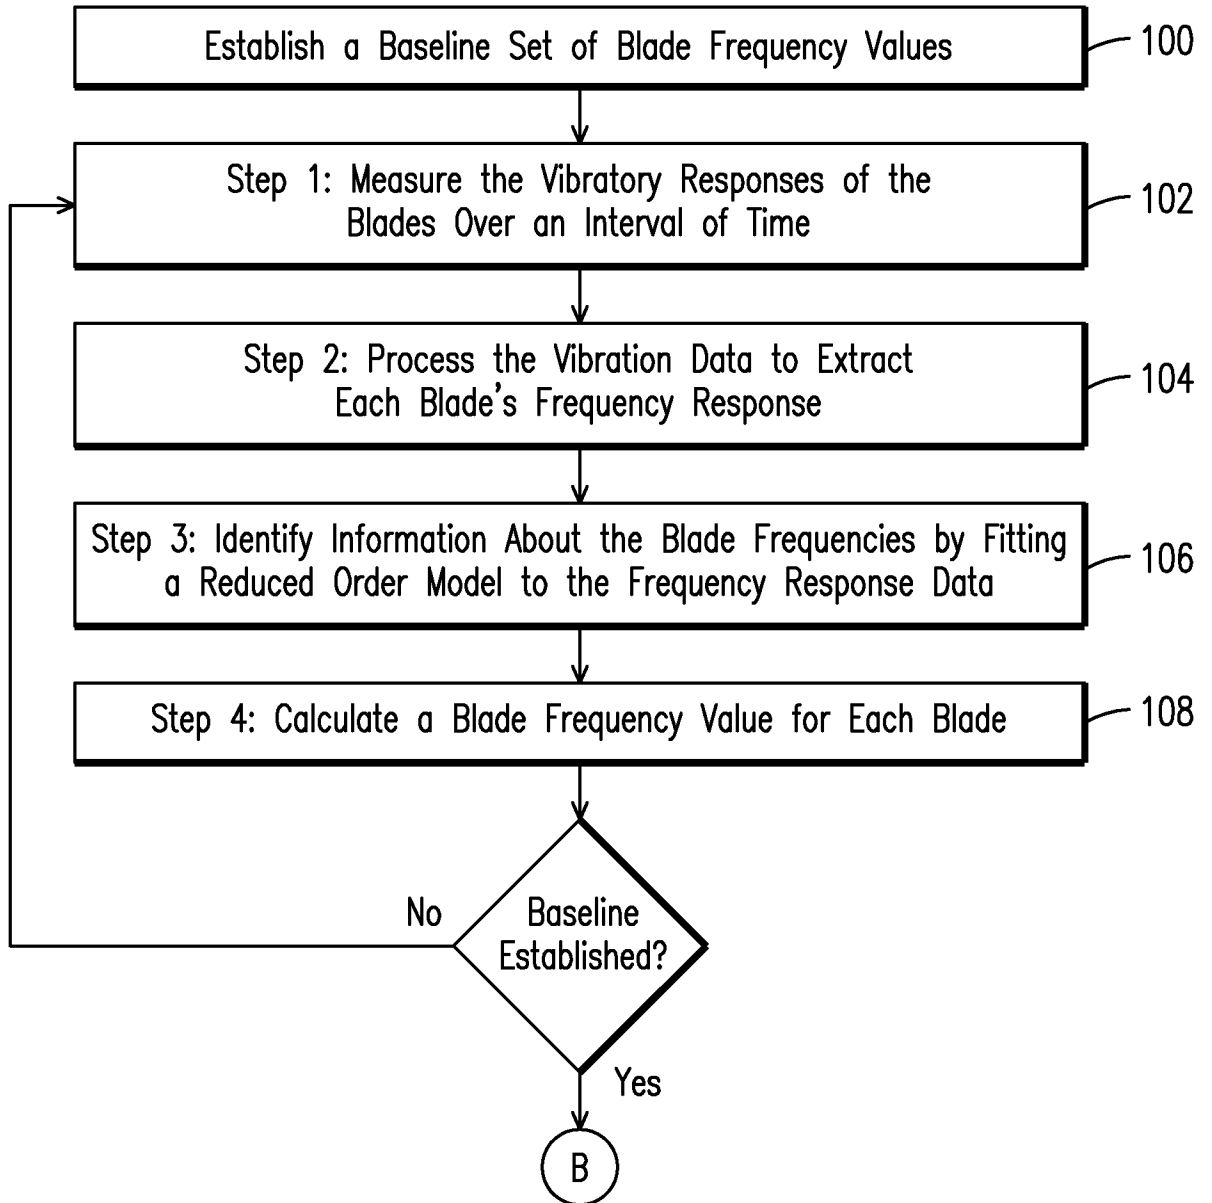 Establish a Baseline Set of Blade Frequency Values
100
Step 1: Measure the Vibratory Responses of the
Blades Over an Interval of Time
102
Step 2: Process the Vibration Data to Extract
Each Blade's Frequency Response
104
Step 3: Identify Information About the Blade Frequencies by Fitting
a Reduced Order Model to the Frequency Response Data
106
Step 4: Calculate a Blade Frequency Value for Each Blade
108
No
Baseline
Established?
Yes
B